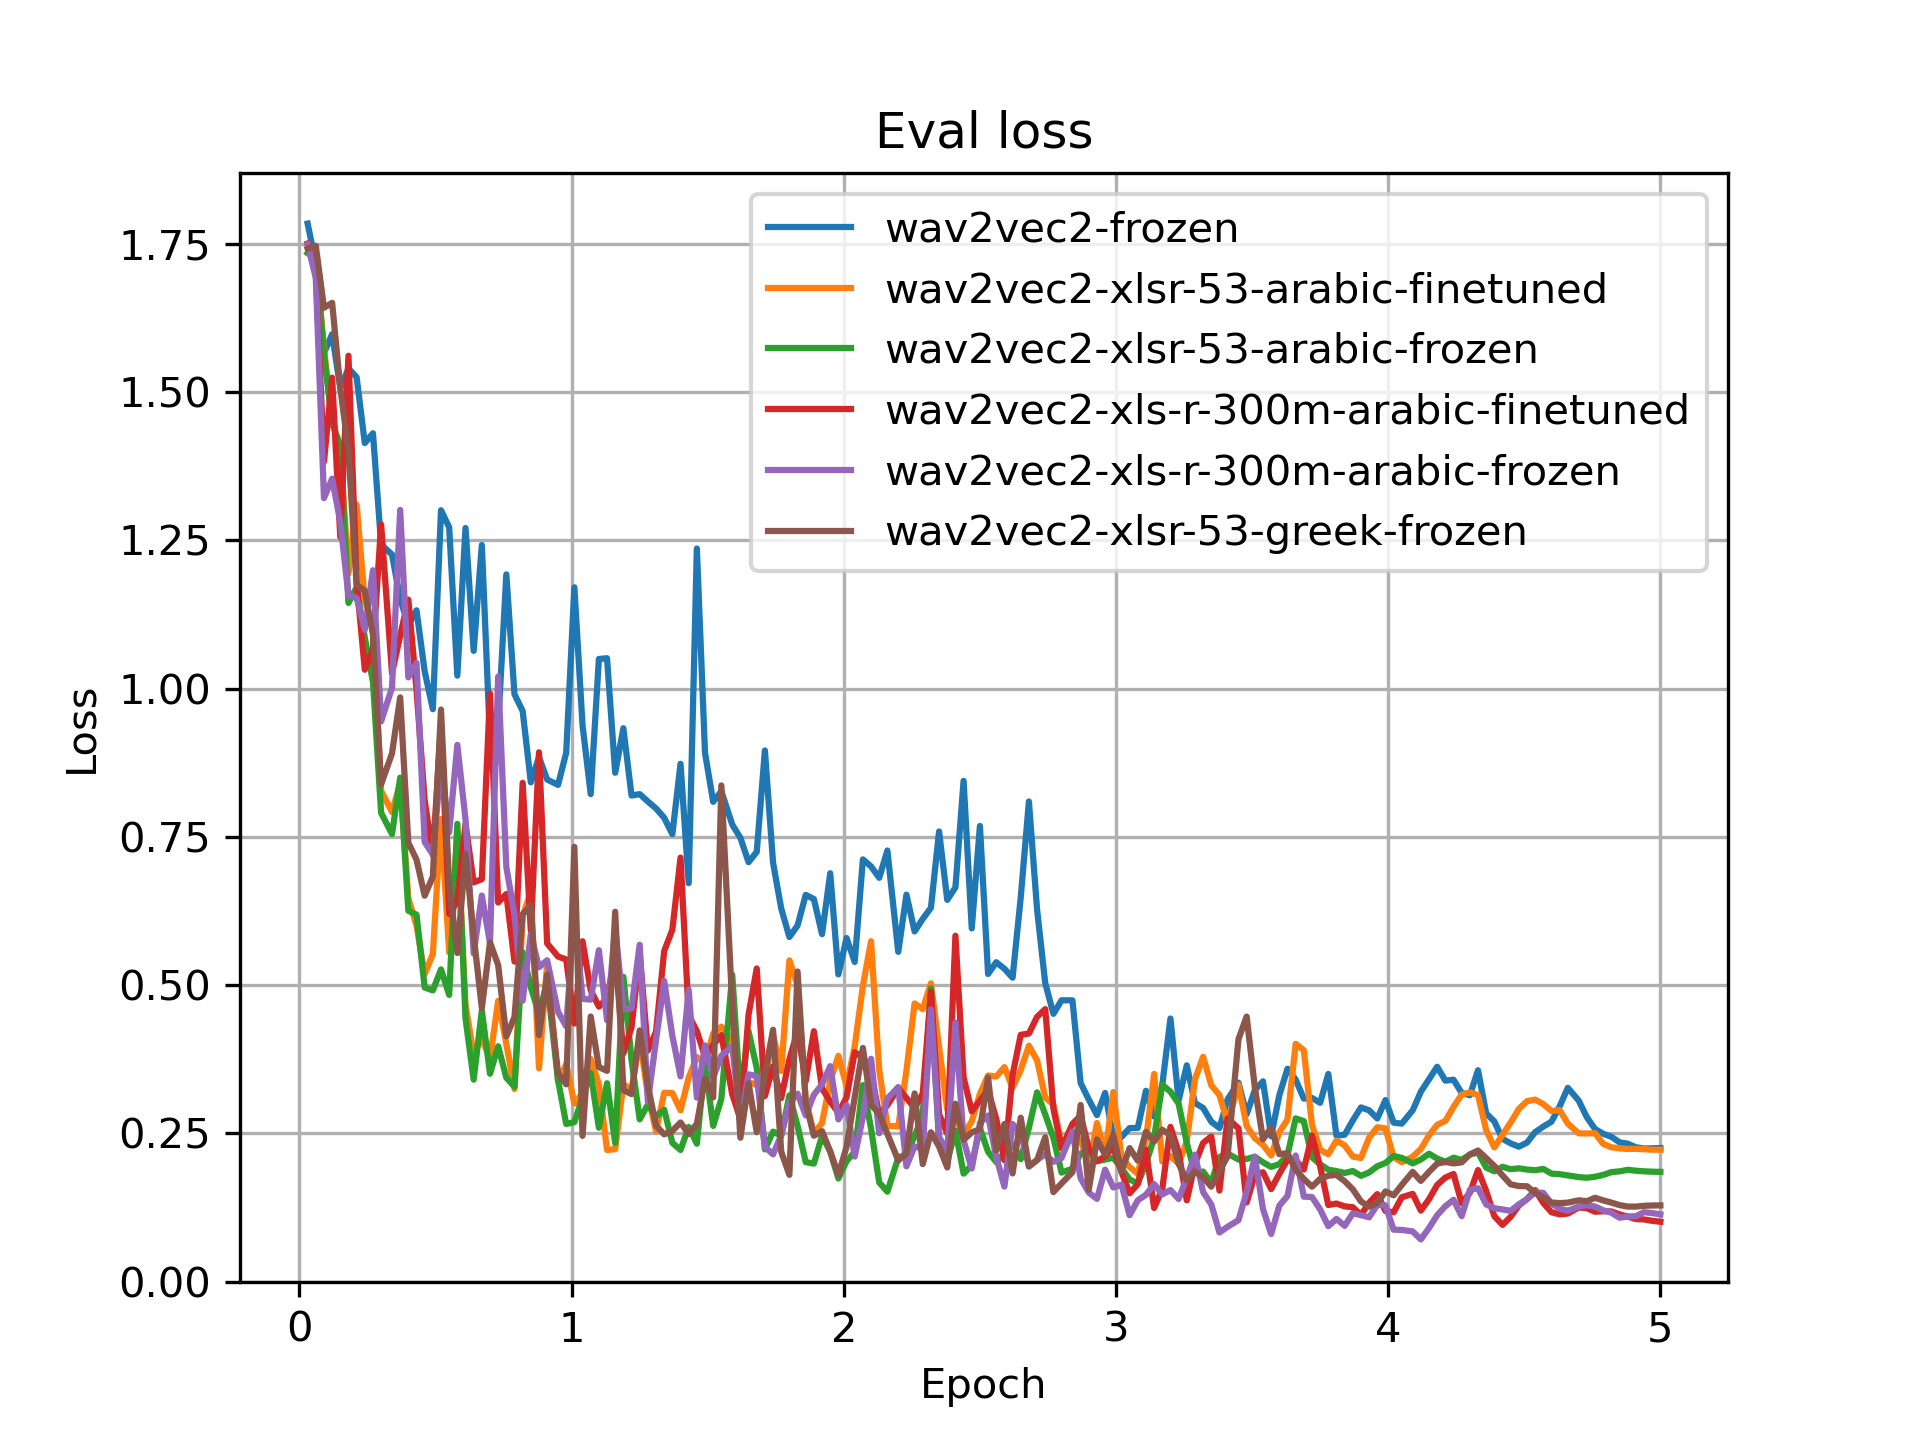 Eval loss
wav2vec2-frozen
wav2vec2-xlsr-53-arabic-finetuned
wav2vec2-xlsr-53-arabic-frozen
wav2vec2-xls-r-300m-arabic-finetuned
wav2vec2-xls-r-300m-arabic-frozen
wav2vec2-xlsr-53-greek-frozen
Loss
1.75
1.50
1.25
1.00
0.75
0.50
0.25
0.00
0 1 2 3 4 5
Epoch